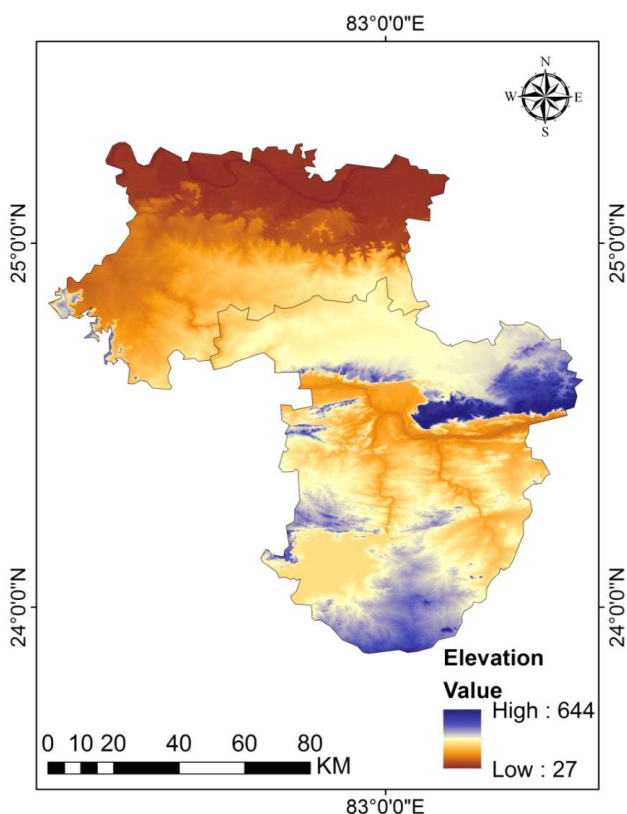 83°0'0"E
N
W E
S
25°0'0"N 25°0'0"N
24°0'0"N 24°0'0"N
Elevation
Value
High : 644
Low : 27
0 10 20 40 60 80
KM
83°0'0"E